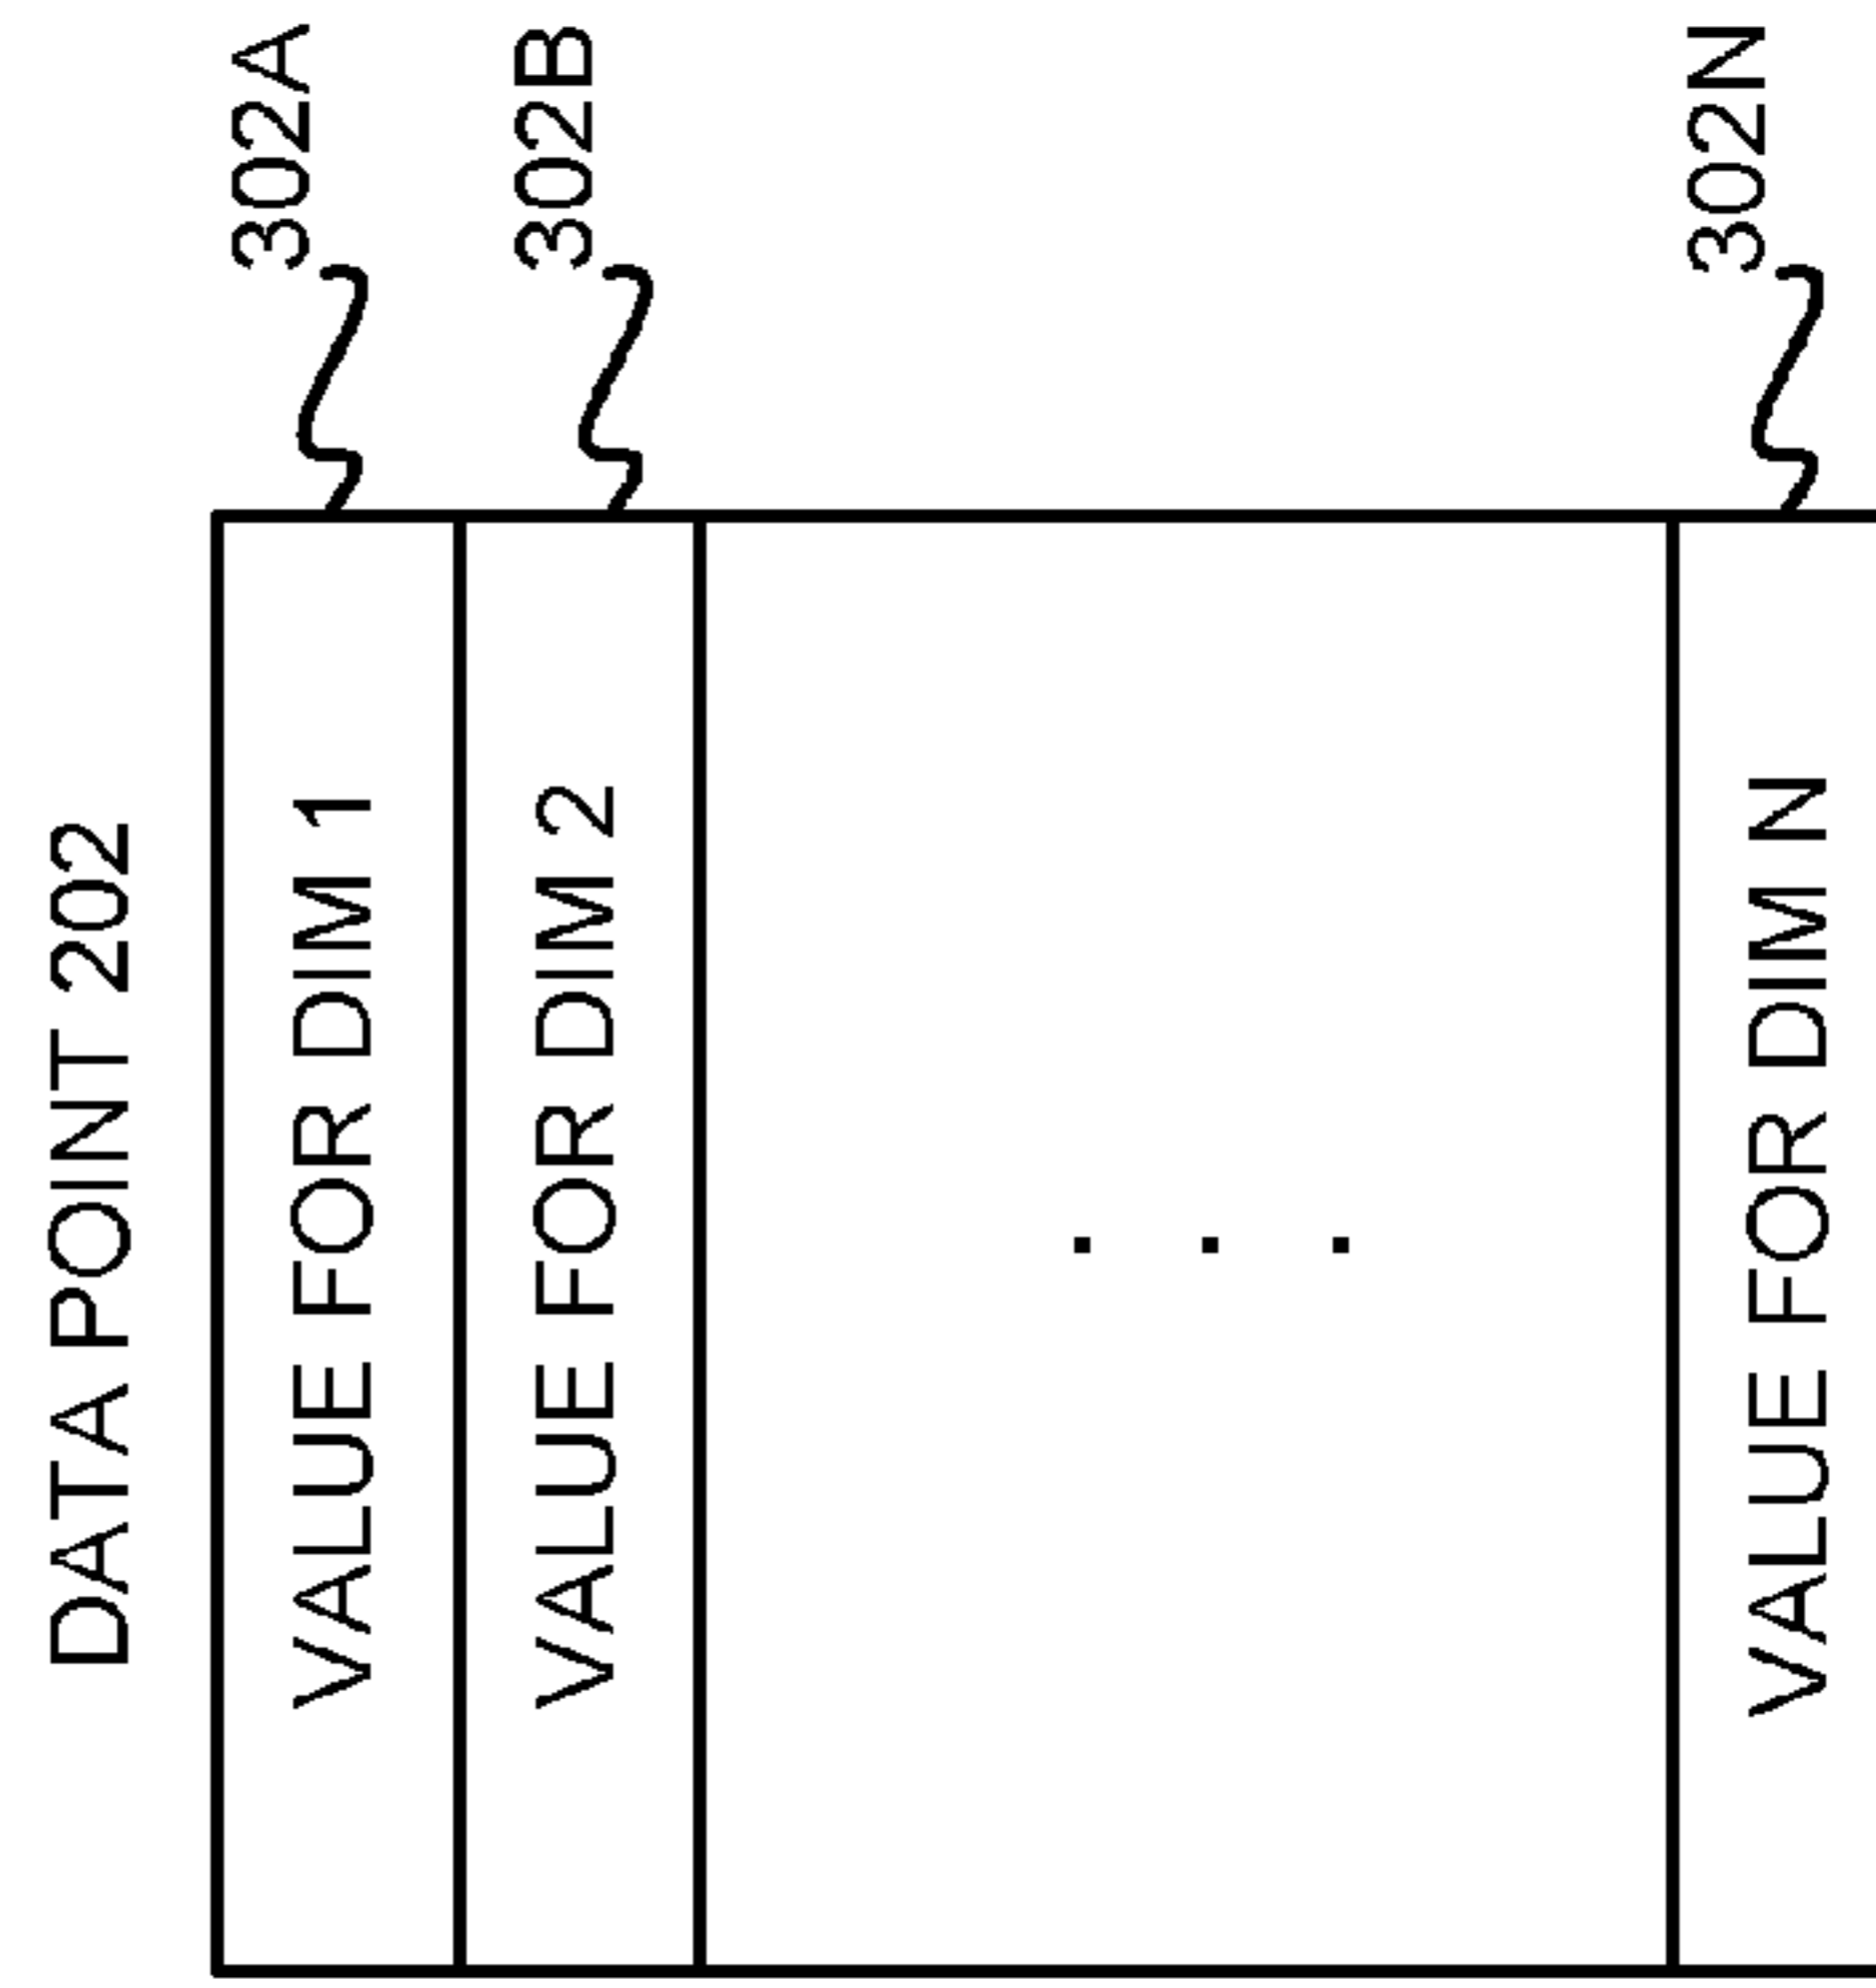 DATA POINT 202
VALUE FOR DIM 1 302A
VALUE FOR DIM 2 302B
. . .
VALUE FOR DIM N 302N